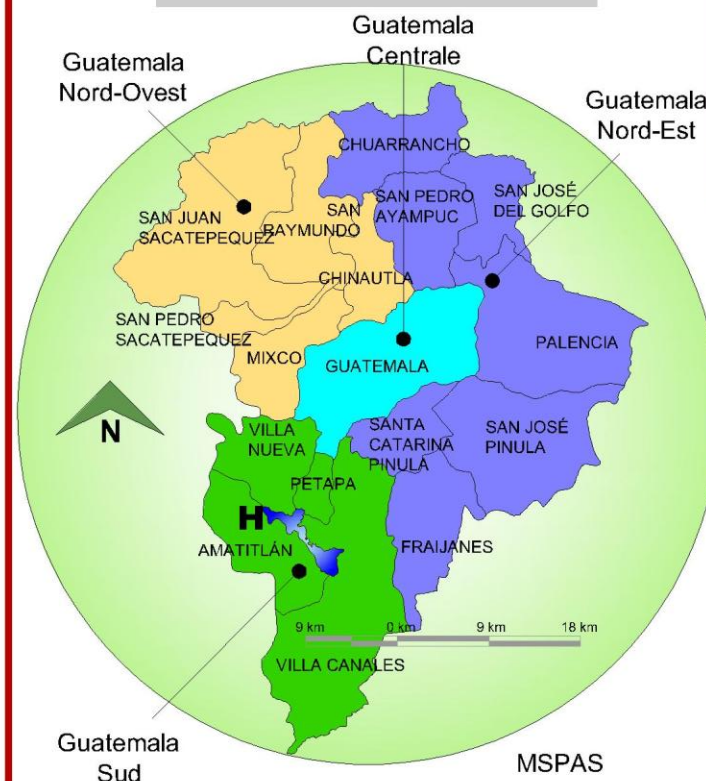 Guatemala
Centrale
Guatemala
Nord-Ovest
Guatemala
Nord-Est
CHUARRANCHO
SAN PEDRO
AYAMPUC
SAN JOSÉ
DEL GOLFO
SAN JUAN
SACATEPEQUEZ
SAN
RAYMUNDO
CHINAUTLA
SAN PEDRO
SACATEPEQUEZ
MIXCO
GUATEMALA
PALENCIA
N
VILLA
NUEVA
SANTA
CATARINA
PINULA
SAN JOSÉ
PINULA
PETAPA
H
AMATITLÁN
FRAIJANES
9 km 0 km 9 km 18 km
VILLA CANALES
Guatemala
Sud
MSPAS